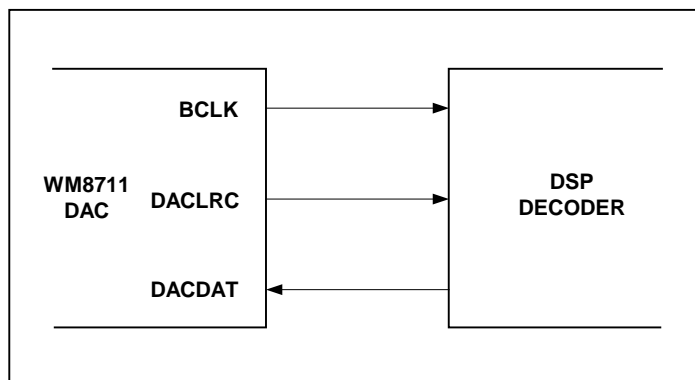 BCLK
WM8711
DAC
DACLRC
DSP
DECODER
DACDAT